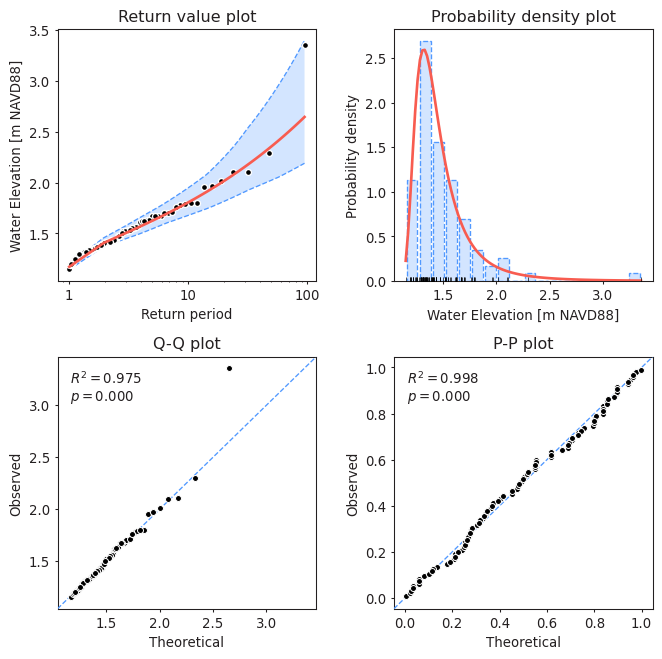 Return value plot
Water Elevation [m NAVD88]
3.5
3.0
2.5
2.0
1.5
1
10
100
Return period
Probability density plot
Probability density
2.5
2.0
1.5
1.0
0.5
0.0
1.5
2.0
2.5
3.0
Water Elevation [m NAVD88]
Q-Q plot
R² = 0.975
p = 0.000
Observed
3.0
2.5
2.0
1.5
1.5
2.0
2.5
3.0
Theoretical
P-P plot
R² = 0.998
p = 0.000
Observed
1.0
0.8
0.6
0.4
0.2
0.0
0.0
0.2
0.4
0.6
0.8
1.0
Theoretical